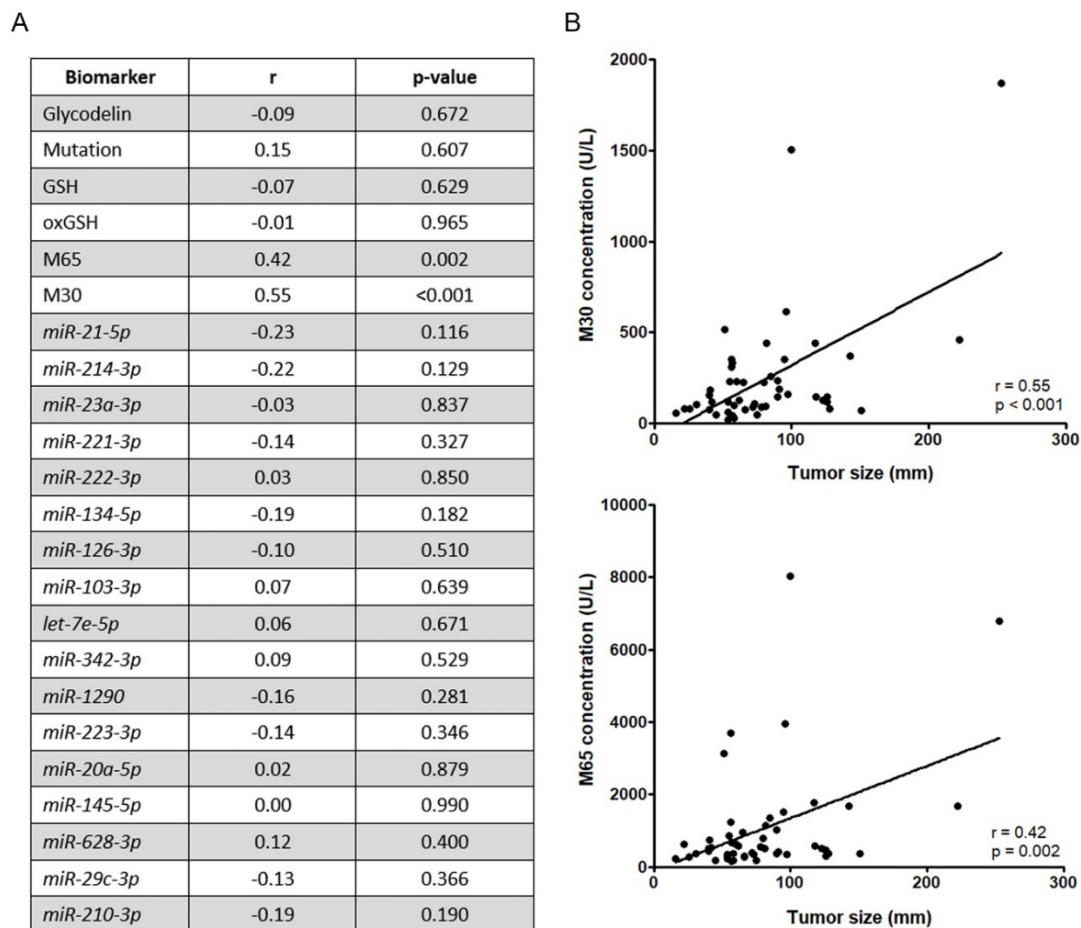 A
Biomarker r p-value
Glycodelin -0.09 0.672
Mutation 0.15 0.607
GSH -0.07 0.629
oxGSH -0.01 0.965
M65 0.42 0.002
M30 0.55 <0.001
miR-21-5p -0.23 0.116
miR-214-3p -0.22 0.129
miR-23a-3p -0.03 0.837
miR-221-3p -0.14 0.327
miR-222-3p 0.03 0.850
miR-134-5p -0.19 0.182
miR-126-3p -0.10 0.510
miR-103-3p 0.07 0.639
let-7e-5p 0.06 0.671
miR-342-3p 0.09 0.529
miR-1290 -0.16 0.281
miR-223-3p -0.14 0.346
miR-20a-5p 0.02 0.879
miR-145-5p 0.00 0.990
miR-628-3p 0.12 0.400
miR-29c-3p -0.13 0.366
miR-210-3p -0.19 0.190
B
M30 concentration (U/L)
2000
1500
1000
500
0
0 100 200 300
Tumor size (mm)
r = 0.55
p < 0.001
M65 concentration (U/L)
10000
8000
6000
4000
2000
0
0 100 200 300
Tumor size (mm)
r = 0.42
p = 0.002